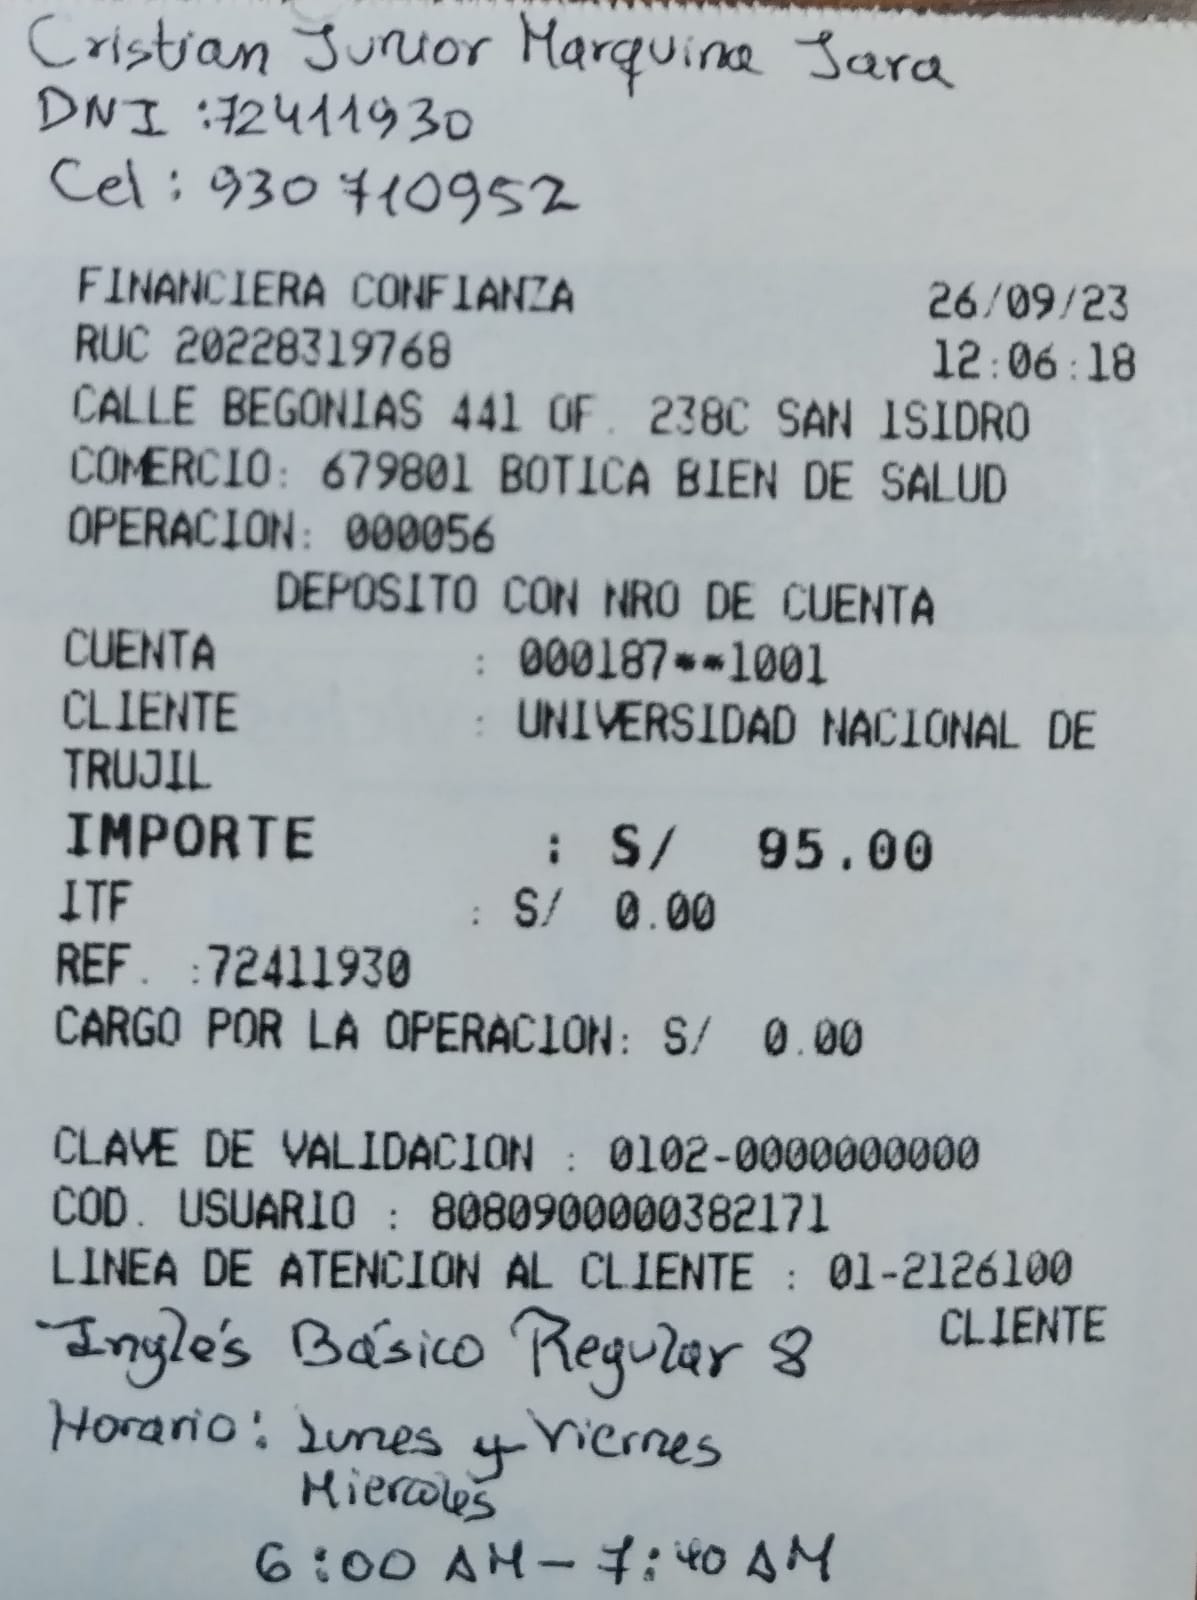 Cristian Junior Marquina Jara
DNI :72411930
Cel : 930710952
FINANCIERA CONFIANZA 26/09/23
RUC 20228319768 12:06:18
CALLE BEGONIAS 441 OF. 238C SAN ISIDRO
COMERCIO: 679801 BOTICA BIEN DE SALUD
OPERACION: 000056
DEPOSITO CON NRO DE CUENTA
CUENTA : 000187**1001
CLIENTE : UNIVERSIDAD NACIONAL DE
TRUJIL
IMPORTE : S/ 95.00
ITF : S/ 0.00
REF. :72411930
CARGO POR LA OPERACION: S/ 0.00
CLAVE DE VALIDACION : 0102-0000000000
COD. USUARIO : 8080900000382171
LINEA DE ATENCION AL CLIENTE : 01-2126100
CLIENTE
Inglés Básico Regular 8
Horario: Lunes y Viernes
Miercoles
6:00 AM - 7:40 AM